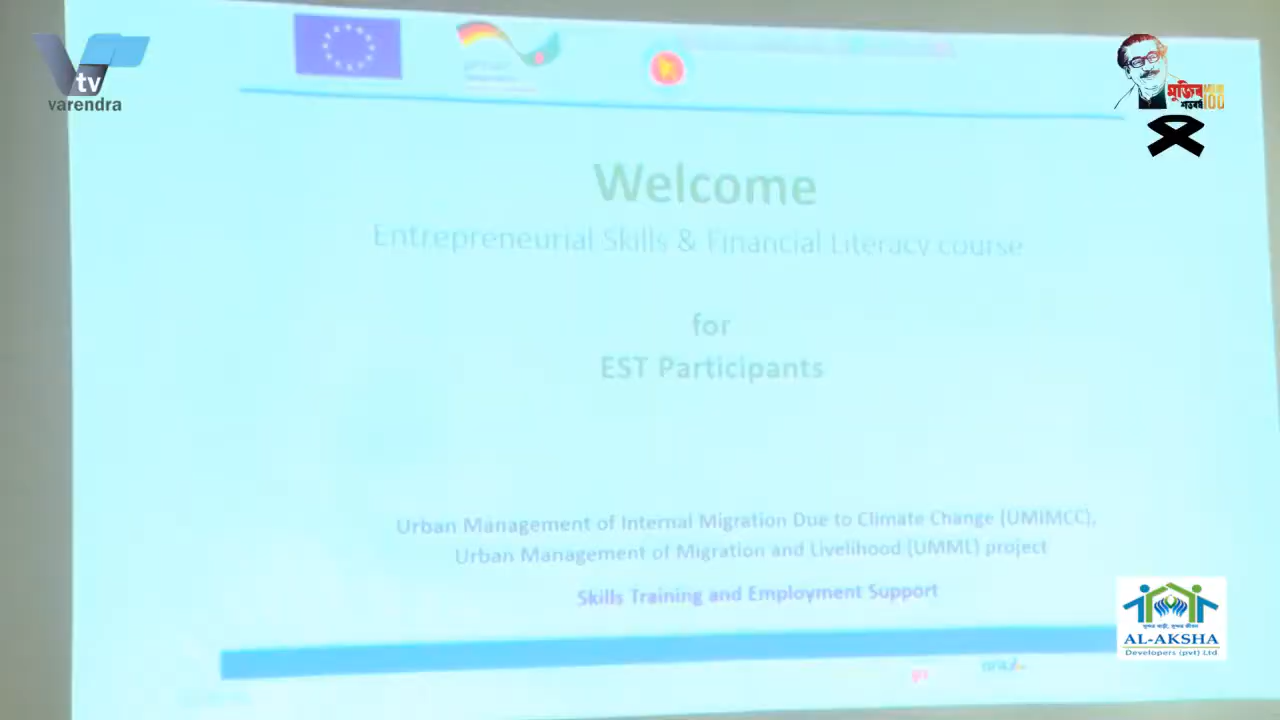 tv
varendra
মুজিব
শতবর্ষ 100
Welcome
Entrepreneurial Skills & Financial Literacy course
for
EST Participants
Urban Management of Internal Migration Due to Climate Change (UMIMCC),
Urban Management of Migration and Livelihood (UMML) project
Skills Training and Employment Support
AL-AKSHA
Developers (pvt) Ltd